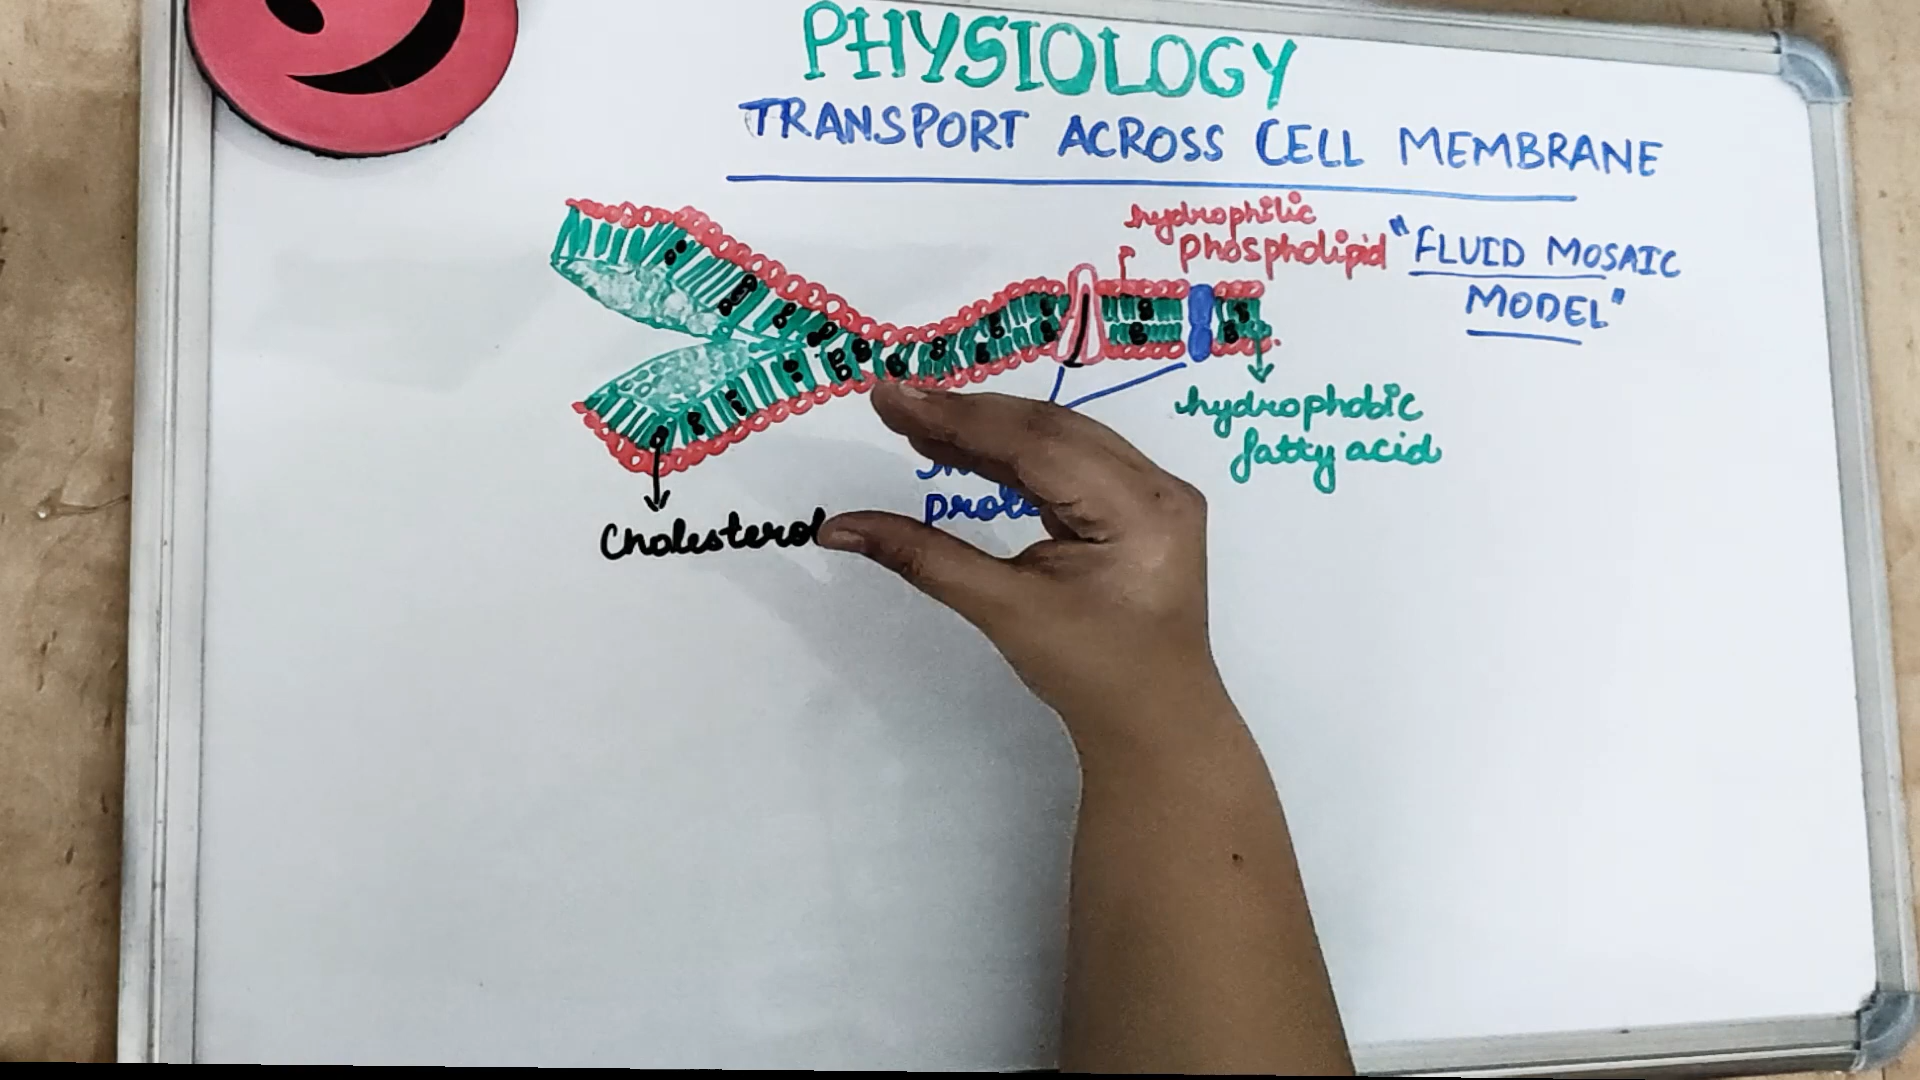 PHYSIOLOGY
TRANSPORT ACROSS CELL MEMBRANE
hydrophilic
phospholipid
"FLUID MOSAIC
MODEL"
hydrophobic
fatty acid
Cholesterol